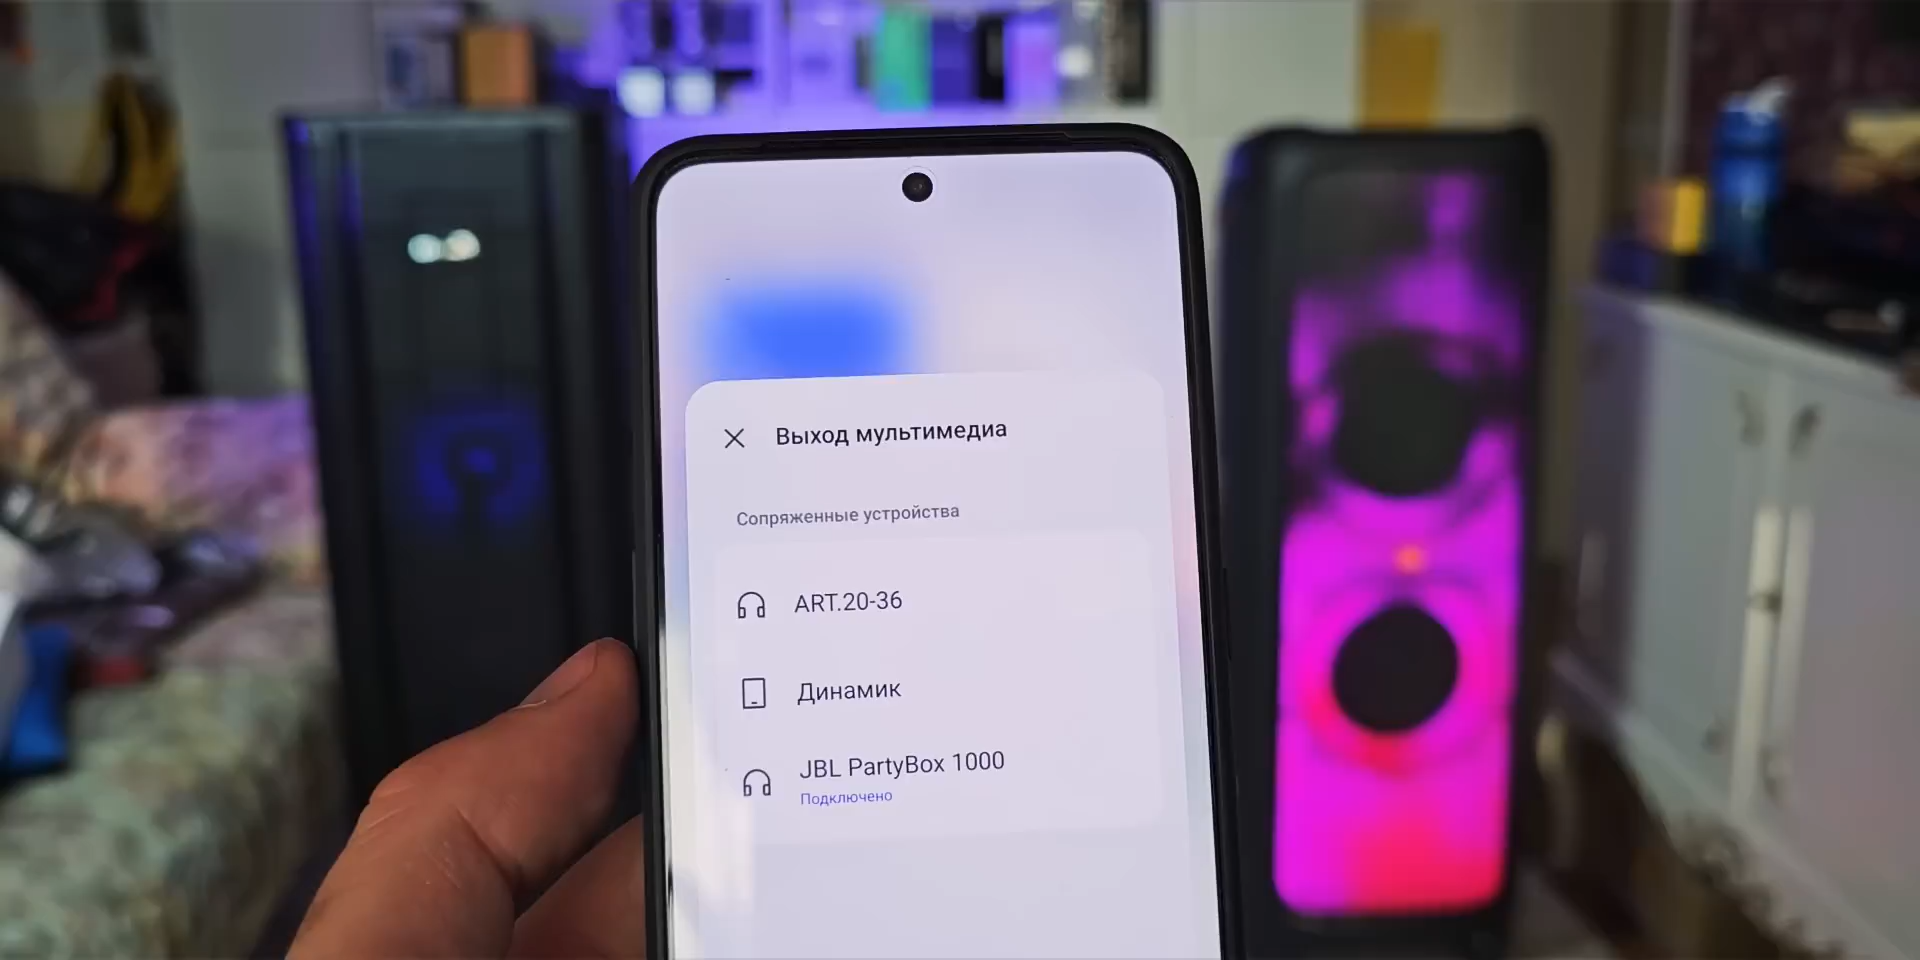 Выход мультимедиа
Сопряженные устройства
ART.20-36
Динамик
JBL PartyBox 1000
Подключено